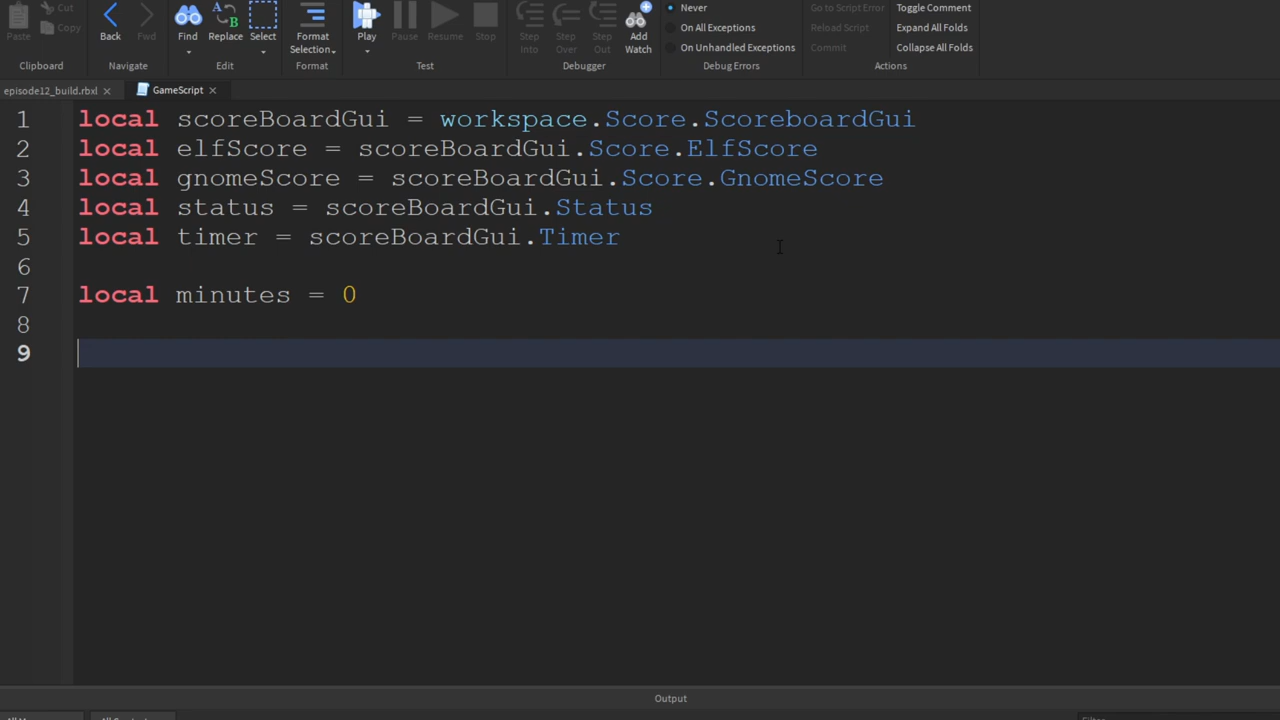 Cut
Paste
Copy
Clipboard
Back
Fwd
Navigate
Find
Replace
Select
Edit
Format
Selection
Format
Play
Pause
Resume
Stop
Test
Step
Into
Step
Over
Step
Out
Add
Watch
Debugger
Never
On All Exceptions
On Unhandled Exceptions
Debug Errors
Go to Script Error
Reload Script
Commit
Toggle Comment
Expand All Folds
Collapse All Folds
Actions
episode12_build.rbxl
GameScript
1 local scoreBoardGui = workspace.Score.ScoreboardGui
2 local elfScore = scoreBoardGui.Score.ElfScore
3 local gnomeScore = scoreBoardGui.Score.GnomeScore
4 local status = scoreBoardGui.Status
5 local timer = scoreBoardGui.Timer
6
7 local minutes = 0
8
9
Output